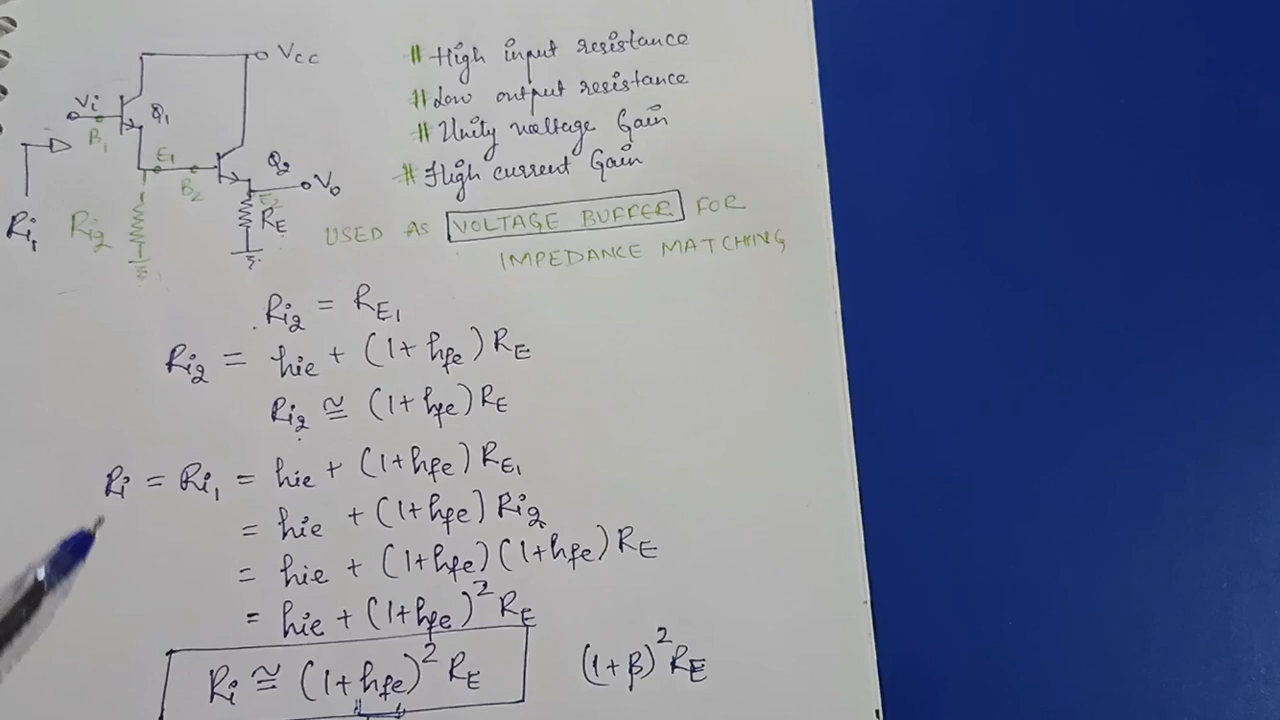 Vcc
Vi
B1
Q1
E1
B2
Q2
Vo
E2
RE
Ri1
Ri2
# High input resistance
# Low output resistance
# Unity voltage Gain
# High current Gain
USED AS VOLTAGE BUFFER FOR
IMPEDANCE MATCHING
Ri2 = RE1
Ri2 = hie + (1+hfe) RE
Ri2 ≅ (1+hfe) RE
Ri = Ri1 = hie + (1+hfe) RE1
= hie + (1+hfe) Ri2
= hie + (1+hfe) (1+hfe) RE
= hie + (1+hfe)² RE
Ri ≅ (1+hfe)² RE
(1+β)² RE